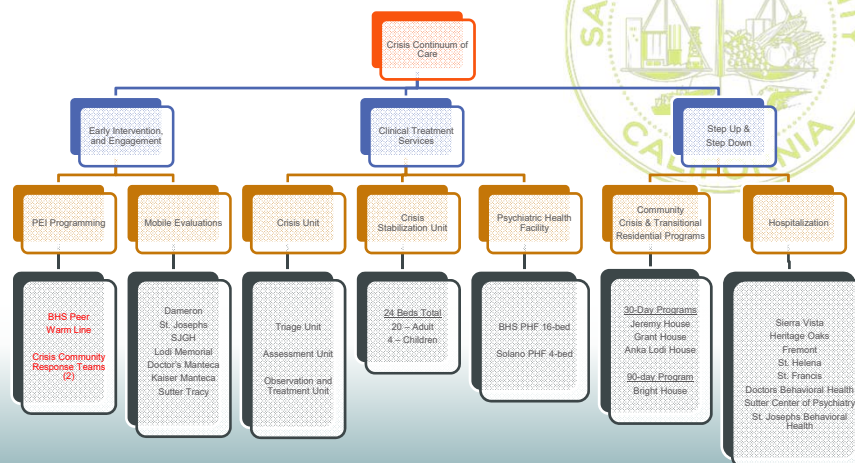 Crisis Continuum of
Care
Early Intervention,
and Engagement
Clinical Treatment
Services
Step Up &
Step Down
PEI Programming
Mobile Evaluations
Crisis Unit
Crisis
Stabilization Unit
Psychiatric Health
Facility
Community
Crisis & Transitional
Residential Programs
Hospitalization
BHS Peer
Warm Line
Crisis Community
Response Teams
(2)
Dameron
St. Josephs
SJGH
Lodi Memorial
Doctor's Manteca
Kaiser Manteca
Sutter Tracy
Triage Unit
Assessment Unit
Observation and
Treatment Unit
24 Beds Total
20 – Adult
4 – Children
BHS PHF 16-bed
Solano PHF 4-bed
30-Day Programs
Jeremy House
Grant House
Anka Lodi House
90-day Program
Bright House
Sierra Vista
Heritage Oaks
Fremont
St. Helena
St. Francis
Doctors Behavioral Health
Sutter Center of Psychiatry
St. Josephs Behavioral
Health
CALIFORNIA